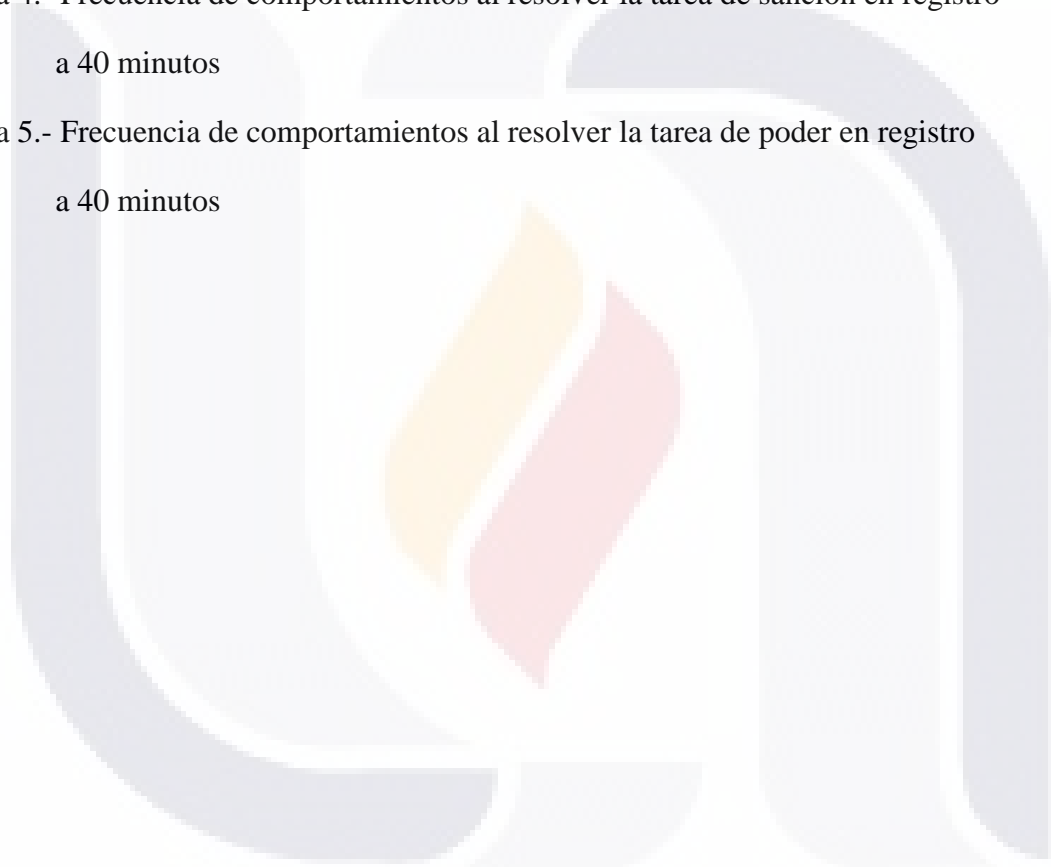 a 4.- Frecuencia de comportamientos al resolver la tarea de sanción en registro
a 40 minutos
a 5.- Frecuencia de comportamientos al resolver la tarea de poder en registro
a 40 minutos